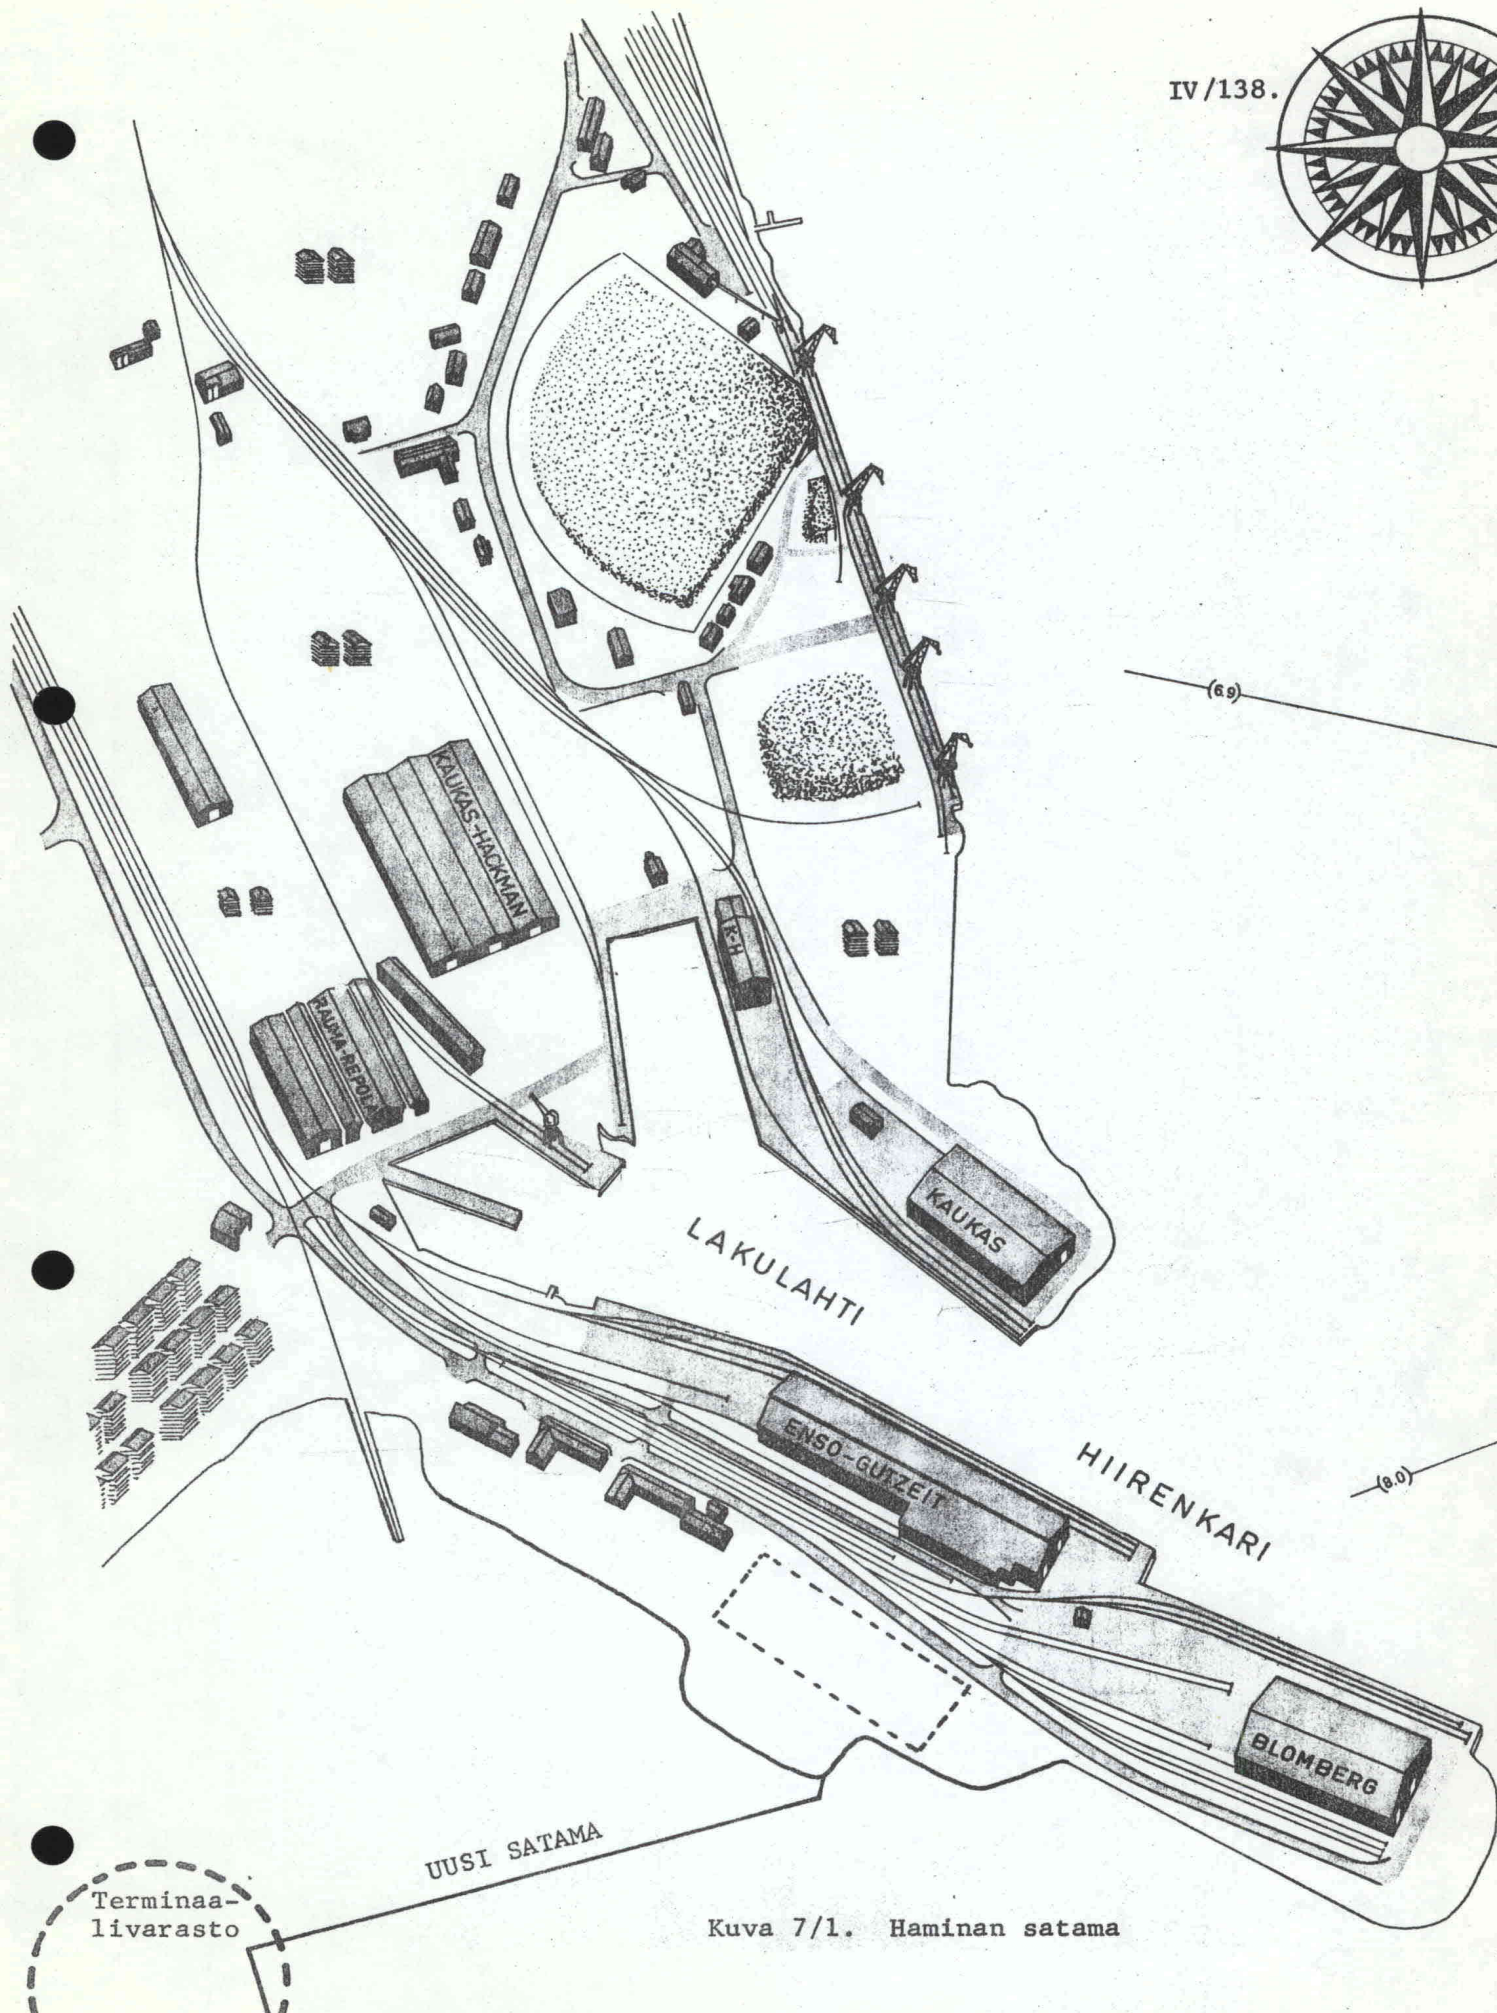 IV/138.
(6.9)
KAUKAS-HACKMAN
K-H
RAUMA-REPOLA
KAUKAS
LAKULAHTI
ENSO-GUTZEIT
HIIRENKARI
(8.0)
BLOMBERG
UUSI SATAMA
Terminaa-
livarasto
Kuva 7/1. Haminan satama